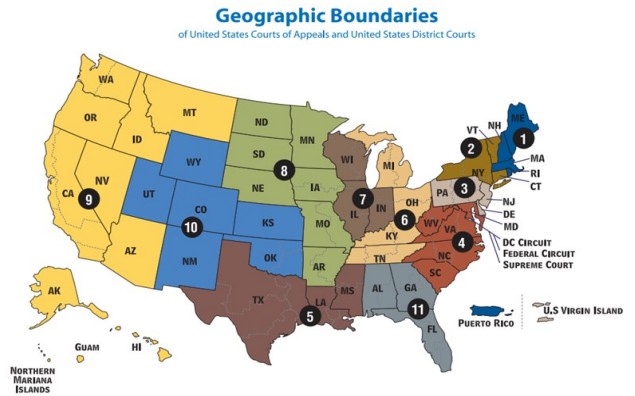 Geographic Boundaries
of United States Courts of Appeals and United States District Courts
WA
OR
CA
NV
ID
MT
AZ
9
AK
GUAM
HI
NORTHERN
MARIANA
ISLANDS
WY
UT
CO
10
KS
NM
OK
ND
SD
NE
MN
IA
MO
AR
8
TX
LA
MS
5
WI
IL
IN
7
MI
OH
KY
TN
6
AL
GA
FL
11
WV
VA
NC
SC
4
PA
3
VT
NY
2
NH
ME
1
MA
RI
CT
NJ
DE
MD
DC CIRCUIT
FEDERAL CIRCUIT
SUPREME COURT
PUERTO RICO
U.S VIRGIN ISLAND